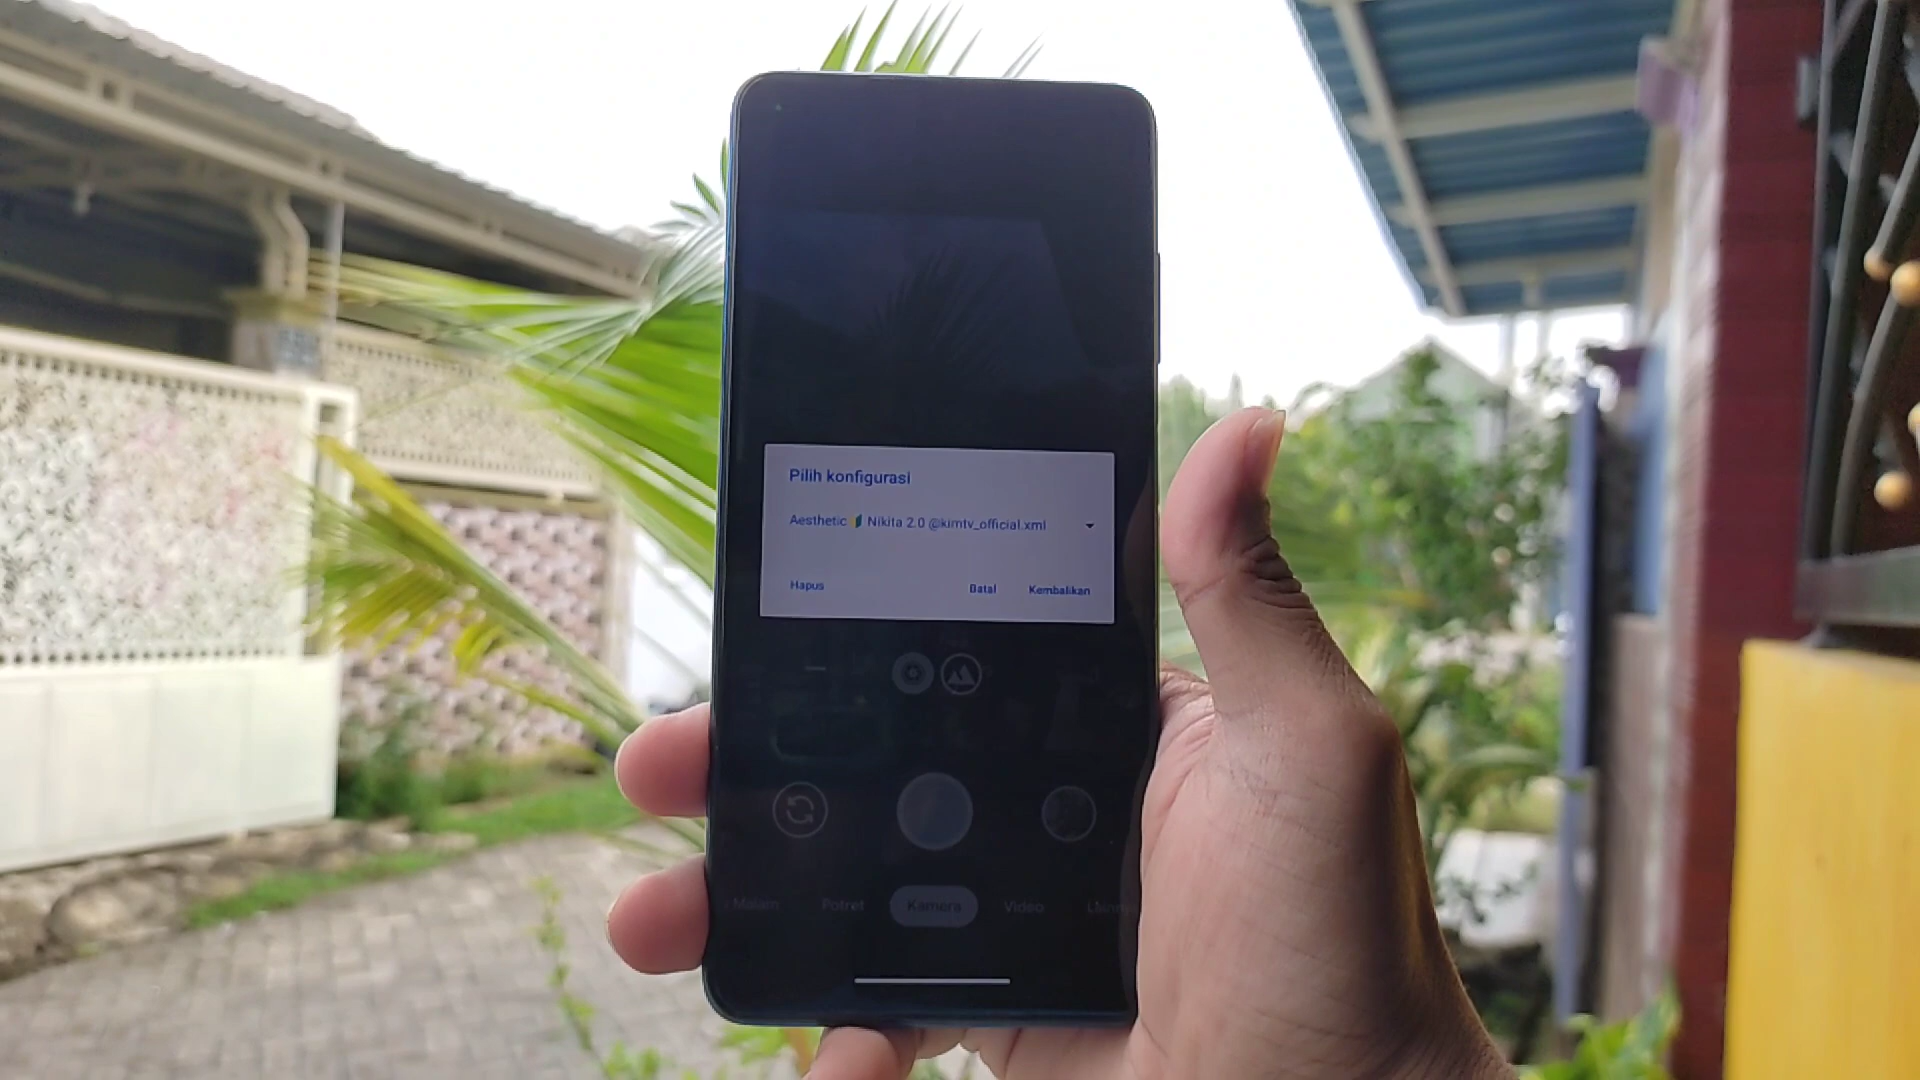 Pilih konfigurasi
Aesthetic🔰 Nikita 2.0 @kimtv_official.xml
Hapus Batal Kembalikan
Malam Potret Kamera Video